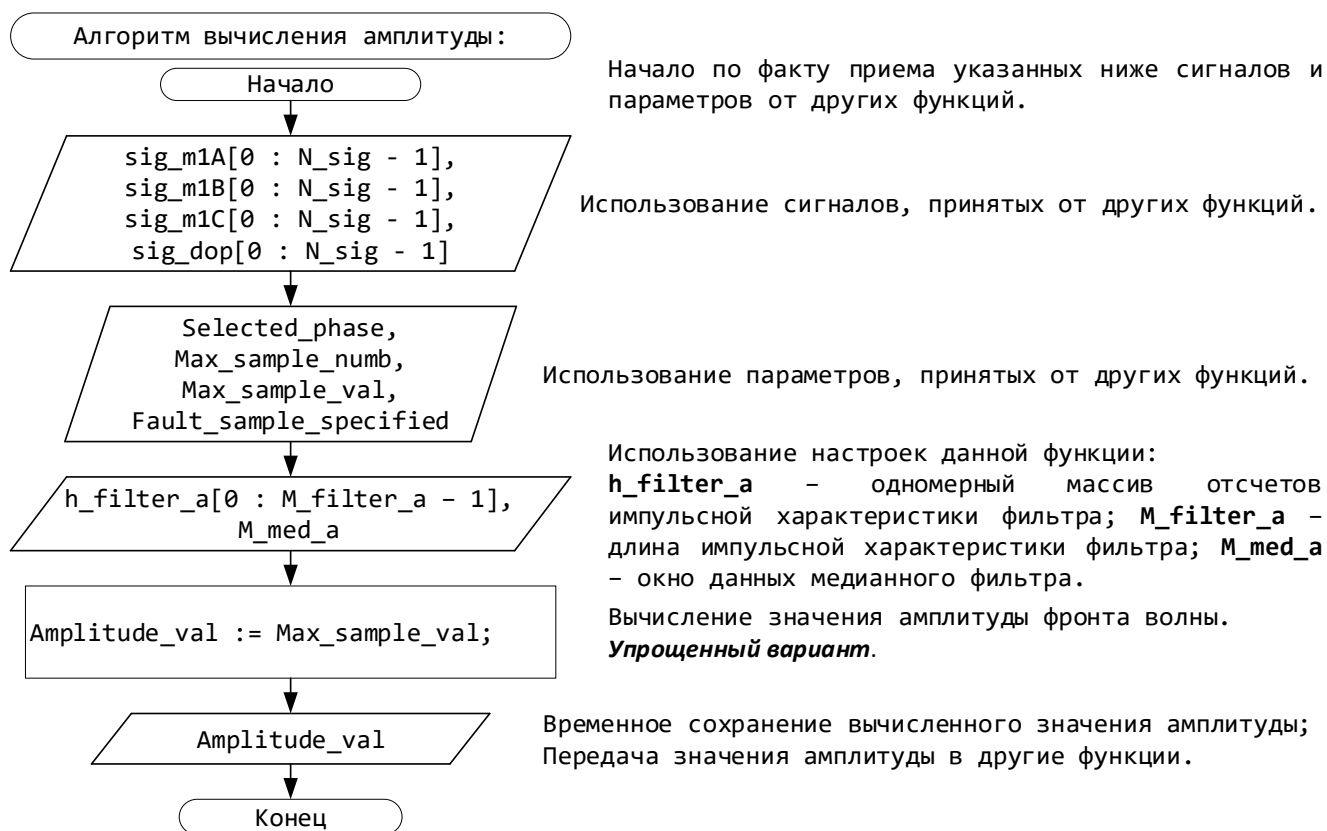 Алгоритм вычисления амплитуды:
Начало
Начало по факту приема указанных ниже сигналов и
параметров от других функций.
sig_m1A[0 : N_sig - 1],
sig_m1B[0 : N_sig - 1],
sig_m1C[0 : N_sig - 1],
sig_dop[0 : N_sig - 1]
Использование сигналов, принятых от других функций.
Selected_phase,
Max_sample_numb,
Max_sample_val,
Fault_sample_specified
Использование параметров, принятых от других функций.
h_filter_a[0 : M_filter_a – 1],
M_med_a
Использование настроек данной функции:
h_filter_a – одномерный массив отсчетов
импульсной характеристики фильтра; M_filter_a –
длина импульсной характеристики фильтра; M_med_a
– окно данных медианного фильтра.
Amplitude_val := Max_sample_val;
Вычисление значения амплитуды фронта волны.
Упрощенный вариант.
Amplitude_val
Временное сохранение вычисленного значения амплитуды;
Передача значения амплитуды в другие функции.
Конец